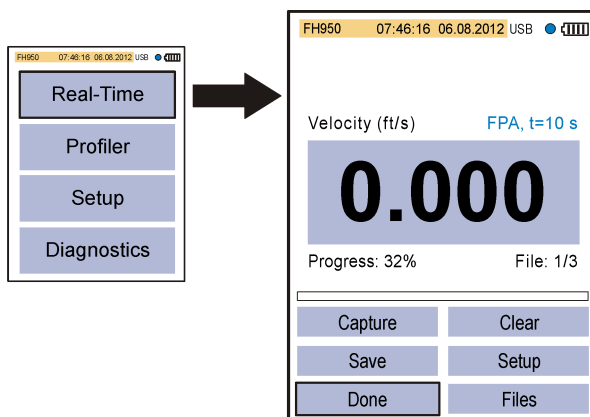 FH950 07:46:16 06.08.2012 USB
Real-Time
Profiler
Setup
Diagnostics
FH950 07:46:16 06.08.2012 USB
Velocity (ft/s) FPA, t=10 s
0.000
Progress: 32% File: 1/3
Capture Clear
Save Setup
Done Files